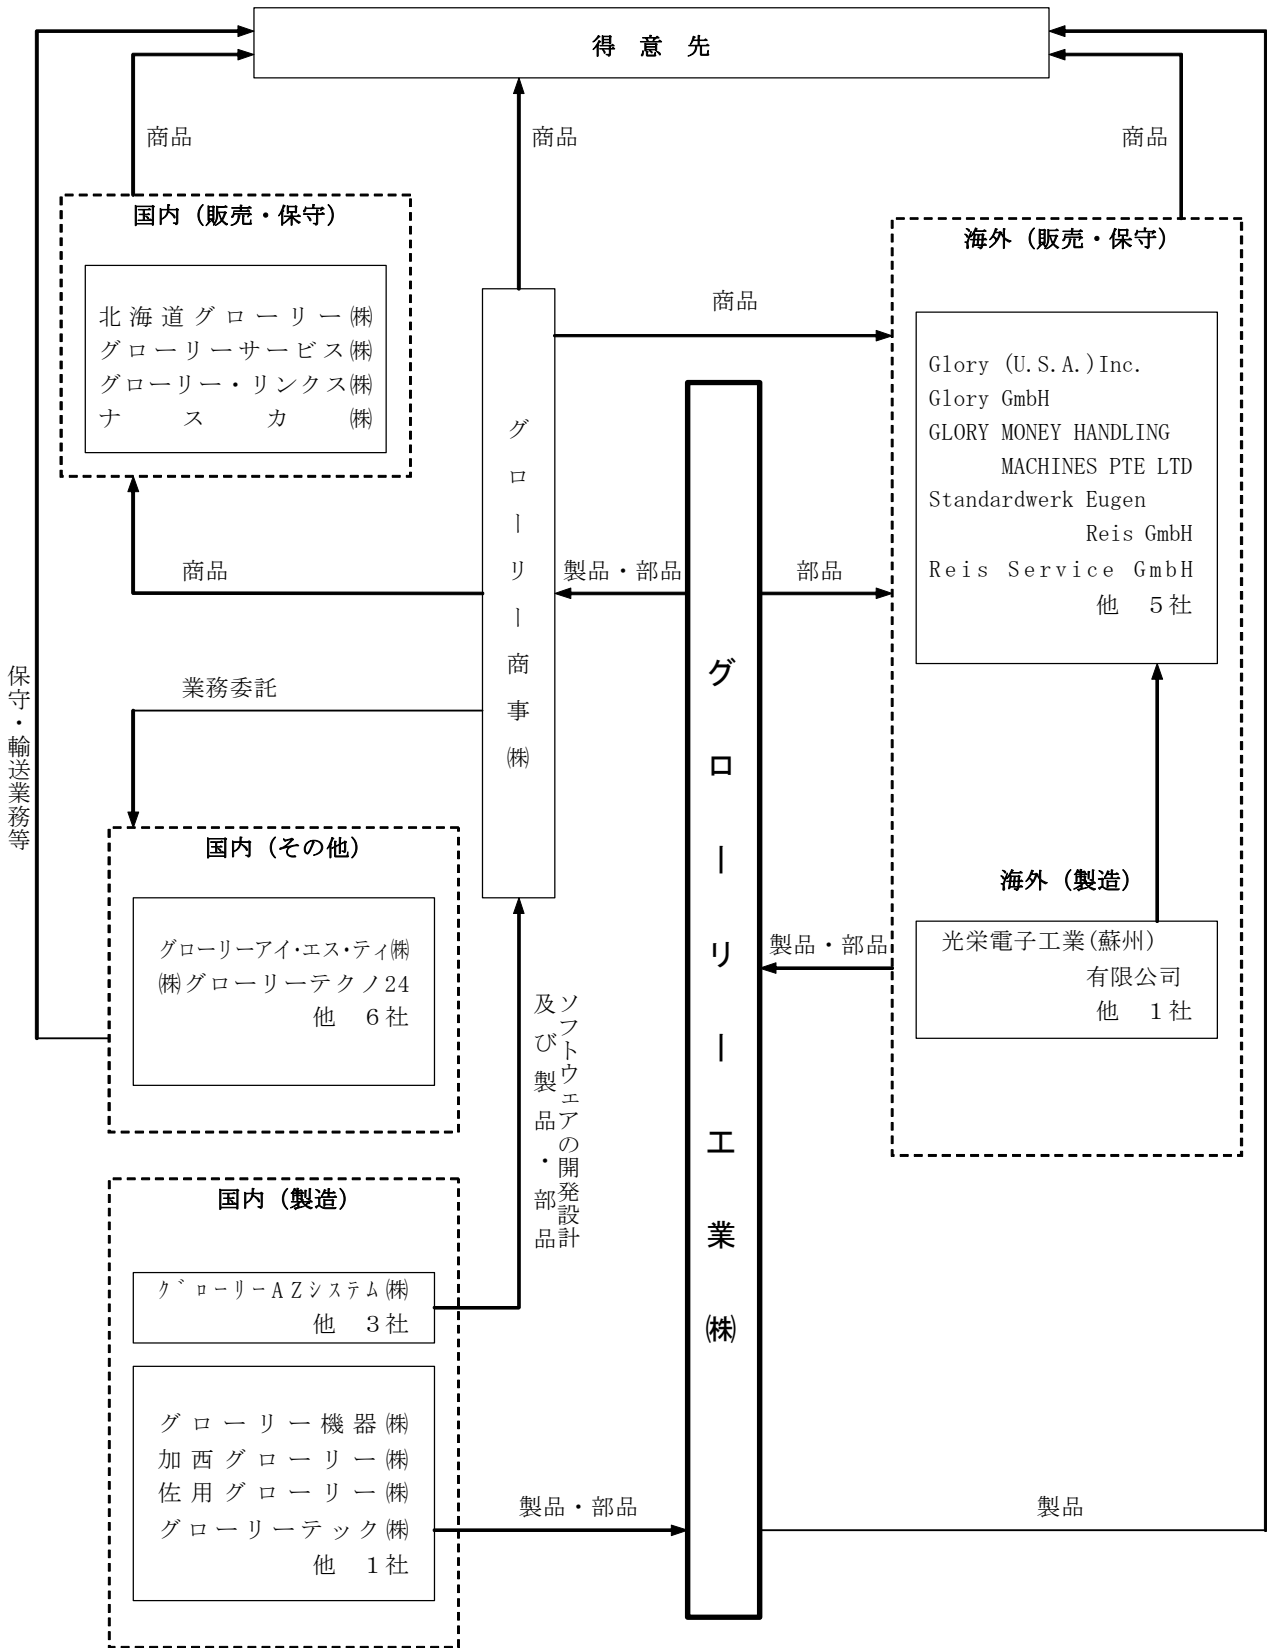 得意先
商品
商品
商品
国内（販売・保守）
北海道グローリー㈱
グローリーサービス㈱
グローリー・リンクス㈱
ナスカ㈱
海外（販売・保守）
商品
Glory (U.S.A.)Inc.
Glory GmbH
GLORY MONEY HANDLING
MACHINES PTE LTD
Standardwerk Eugen
Reis GmbH
Reis Service GmbH
他　５社
グローリー商事㈱
商品
製品・部品
部品
グローリー工業㈱
業務委託
保守・輸送業務等
国内（その他）
グローリーアイ・エス・ティ㈱
㈱グローリーテクノ24
他　６社
海外（製造）
光栄電子工業(蘇州)
有限公司
他　１社
製品・部品
ソフトウェアの開発設計
及び製品・部品
国内（製造）
ｸﾞﾛｰﾘｰＡＺシステム㈱
他　３社
グローリー機器㈱
加西グローリー㈱
佐用グローリー㈱
グローリーテック㈱
他　１社
製品・部品
製品